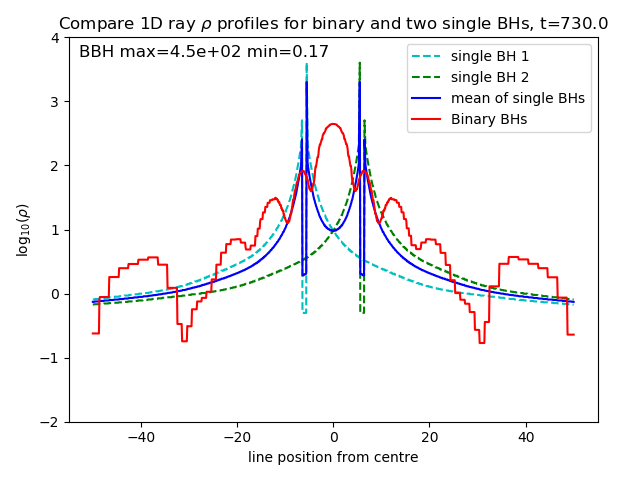 Compare 1D ray ρ profiles for binary and two single BHs, t=730.0
BBH max=4.5e+02 min=0.17
single BH 1
single BH 2
mean of single BHs
Binary BHs
log₁₀(ρ)
4
3
2
1
0
−1
−2
−40
−20
0
20
40
line position from centre